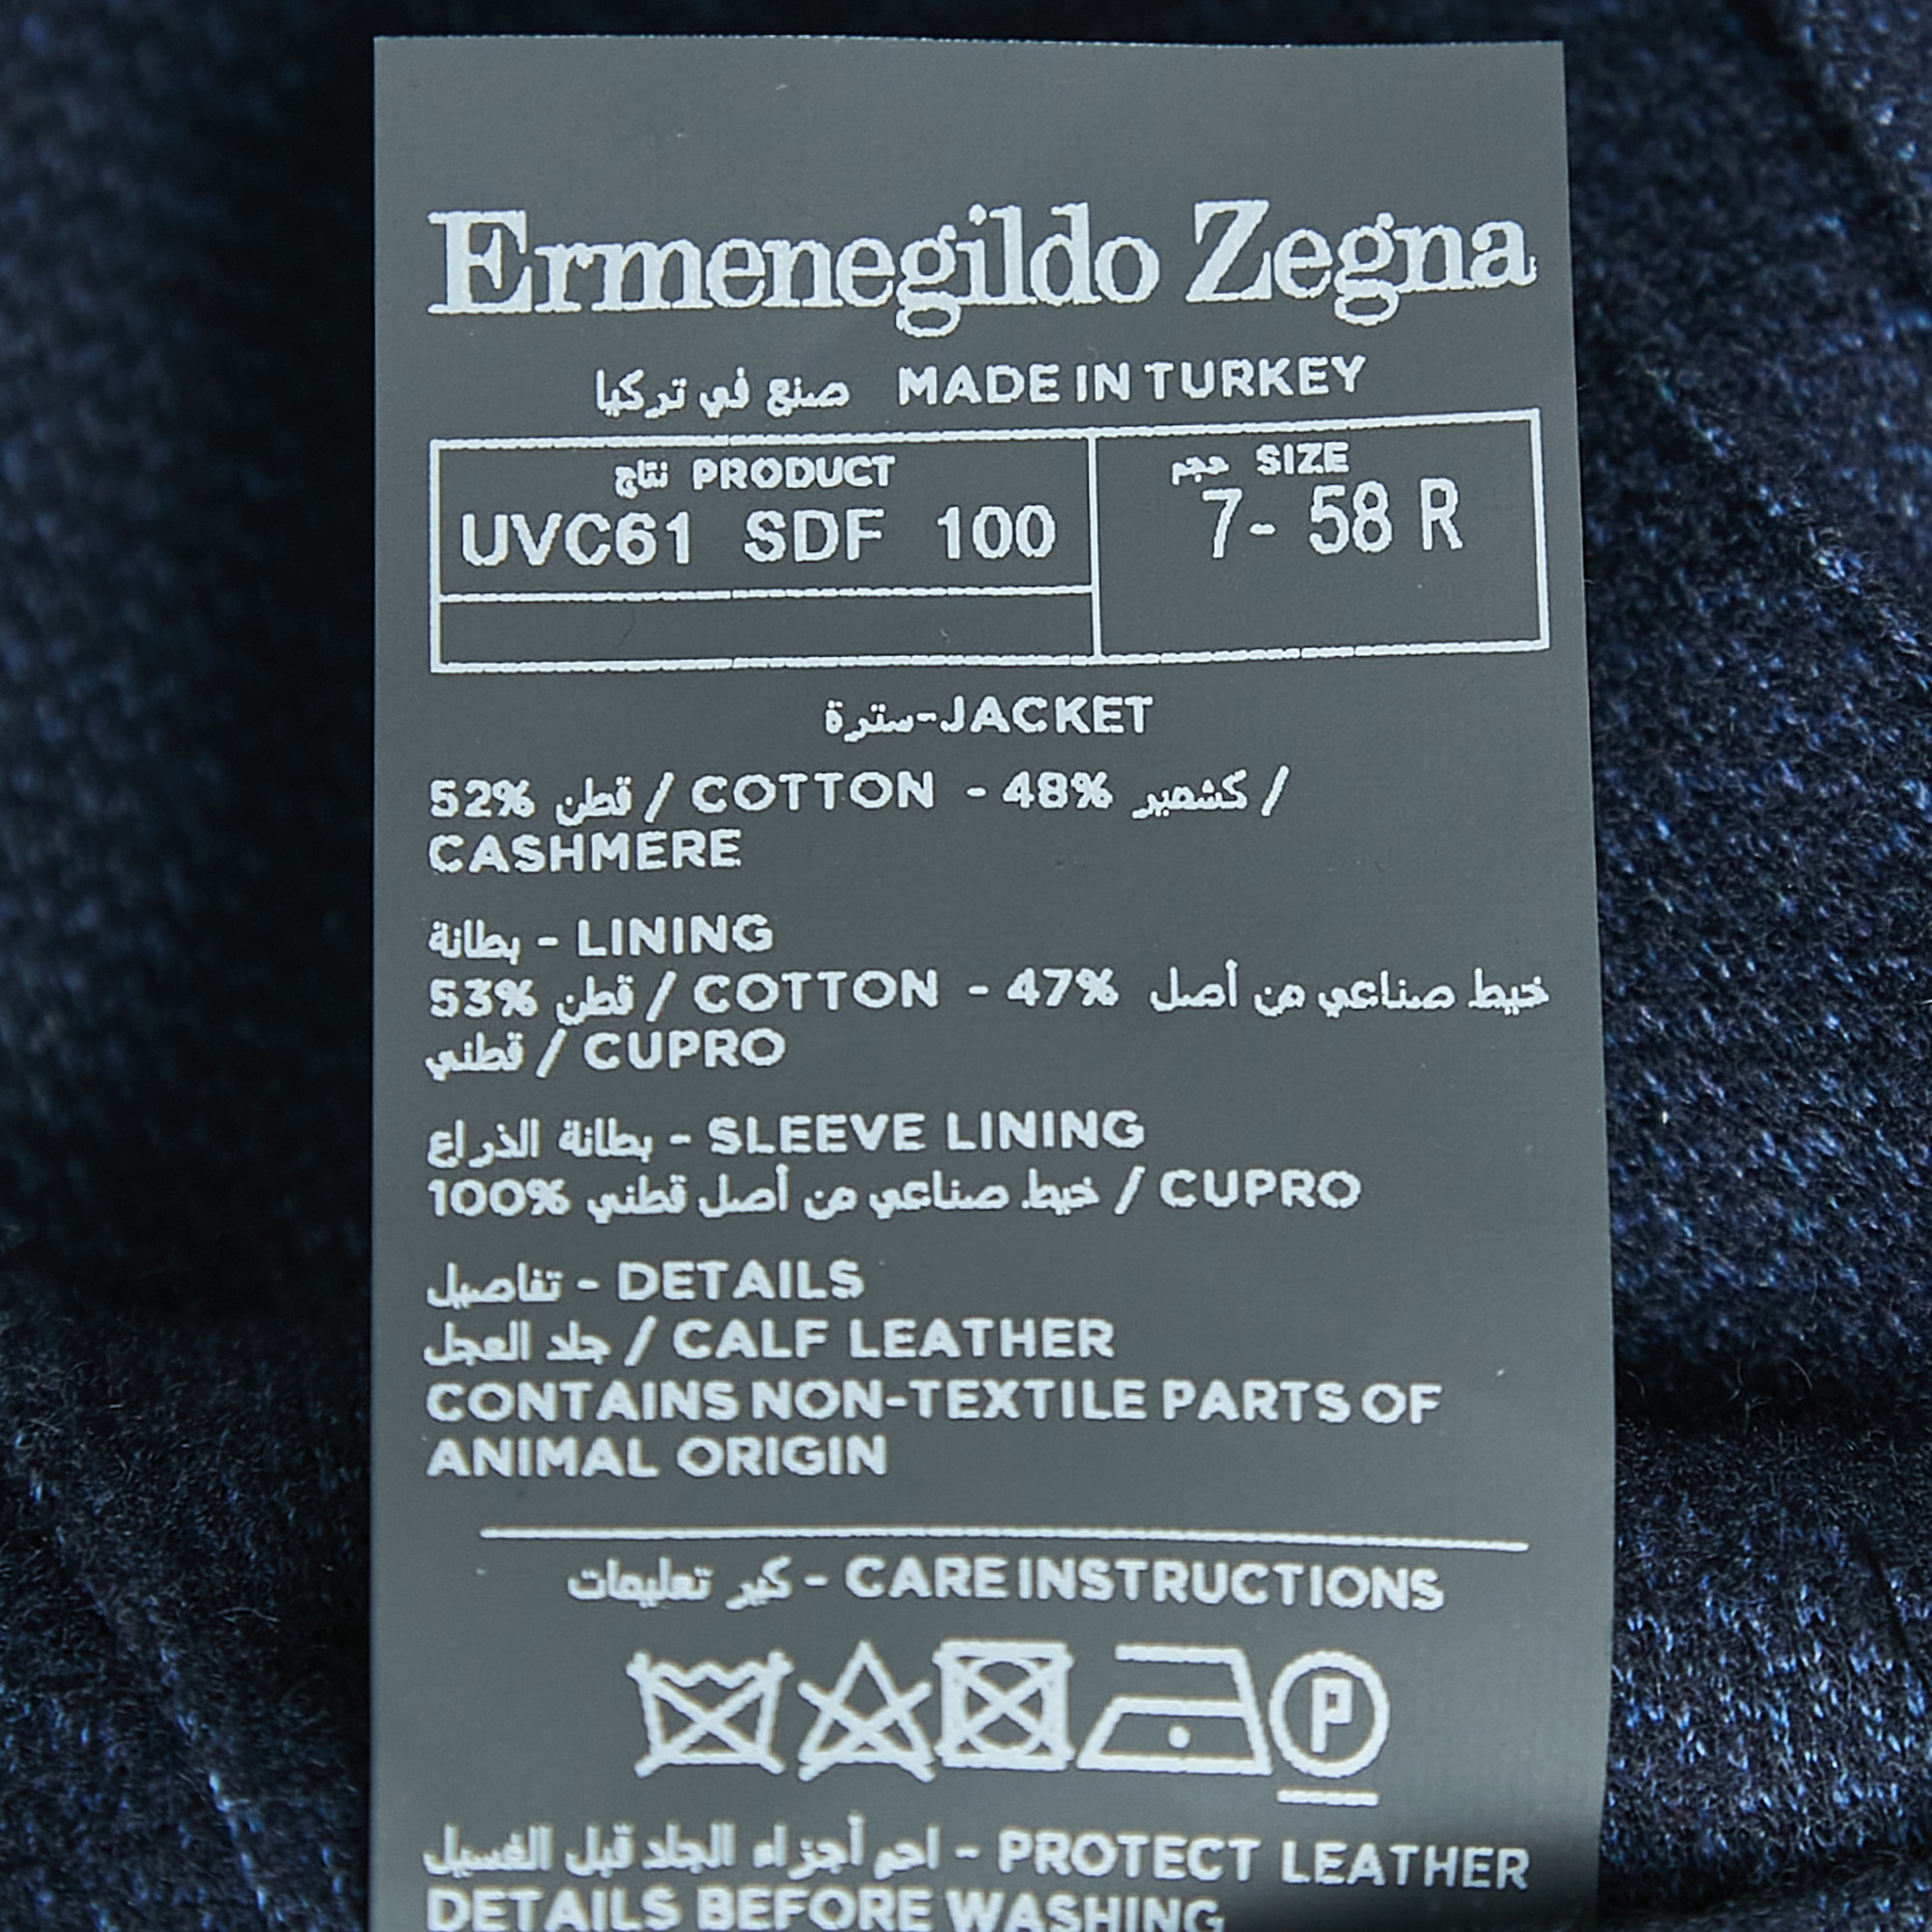 Ermenegildo Zegna
صنع في تركيا MADE IN TURKEY
نتاج PRODUCT
UVC61 SDF 100
حجم SIZE
7- 58 R
سترة-JACKET
52% قطن / COTTON - 48% كشمير /
CASHMERE
بطانة - LINING
53% قطن / COTTON - 47% خيط صناعي من أصل
قطني / CUPRO
بطانة الذراع - SLEEVE LINING
100% خيط صناعي من أصل قطني / CUPRO
تفاصيل - DETAILS
جلد العجل / CALF LEATHER
CONTAINS NON-TEXTILE PARTS OF
ANIMAL ORIGIN
كير تعليمات - CARE INSTRUCTIONS
P
احم أجزاء الجلد قبل الغسيل - PROTECT LEATHER
DETAILS BEFORE WASHING